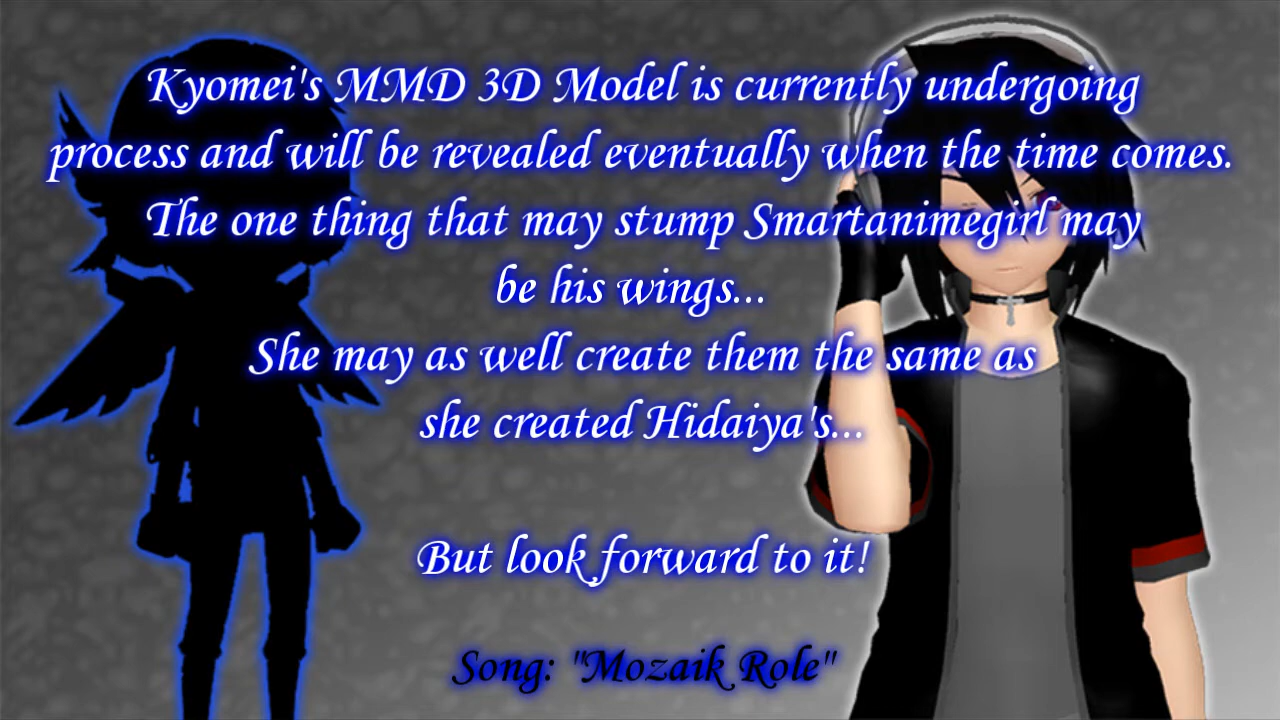 Kyomei's MMD 3D Model is currently undergoing
process and will be revealed eventually when the time comes.
The one thing that may stump Smartanimegirl may
be his wings...
She may as well create them the same as
she created Hidaiya's...
But look forward to it!
Song: "Mozaik Role"